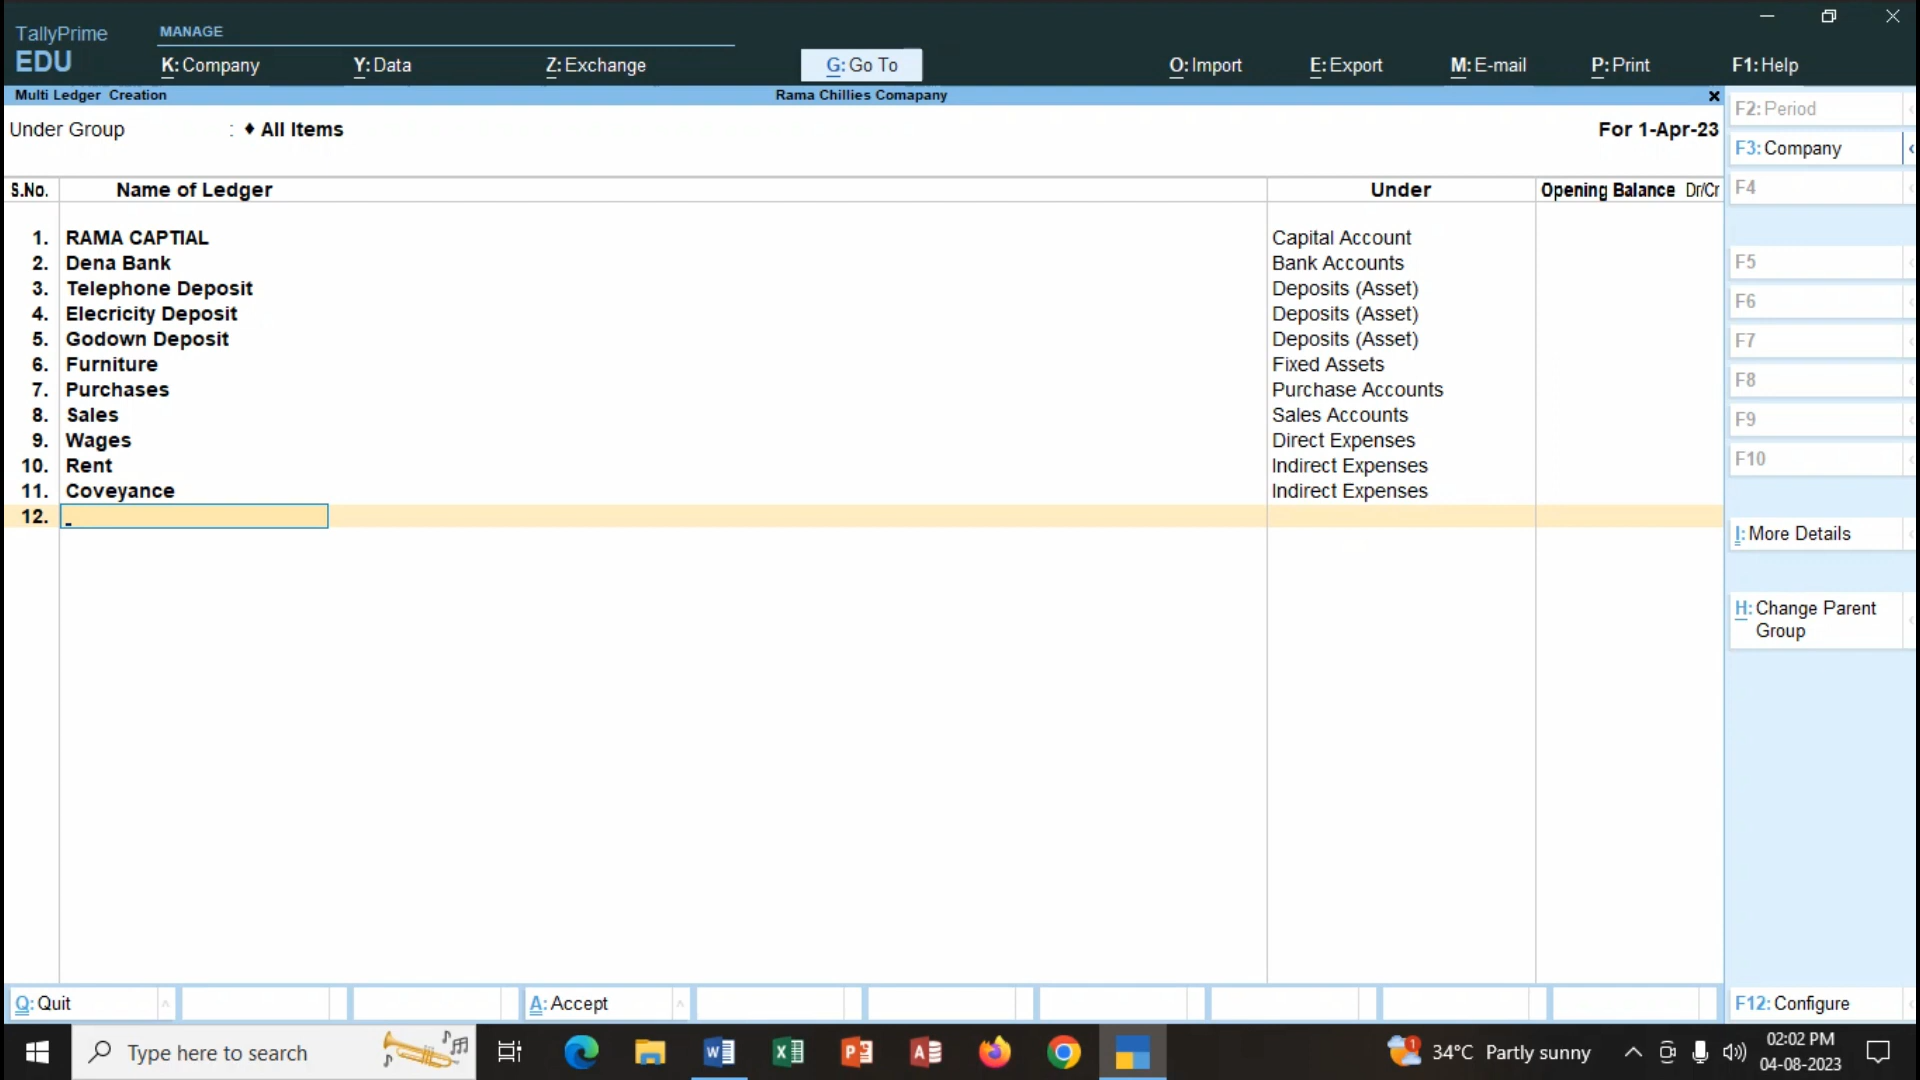 TallyPrime
EDU
MANAGE
K: Company
Y: Data
Z: Exchange
G: Go To
O: Import
E: Export
M: E-mail
P: Print
F1: Help
Multi Ledger Creation
Rama Chillies Comapany
Under Group : ♦ All Items
For 1-Apr-23
S.No. Name of Ledger Under Opening Balance Dr/Cr
1. RAMA CAPTIAL Capital Account
2. Dena Bank Bank Accounts
3. Telephone Deposit Deposits (Asset)
4. Elecricity Deposit Deposits (Asset)
5. Godown Deposit Deposits (Asset)
6. Furniture Fixed Assets
7. Purchases Purchase Accounts
8. Sales Sales Accounts
9. Wages Direct Expenses
10. Rent Indirect Expenses
11. Coveyance Indirect Expenses
12.
F2: Period
F3: Company
F4
F5
F6
F7
F8
F9
F10
I: More Details
H: Change Parent
Group
Q: Quit
A: Accept
F12: Configure
Type here to search
34°C Partly sunny
02:02 PM
04-08-2023